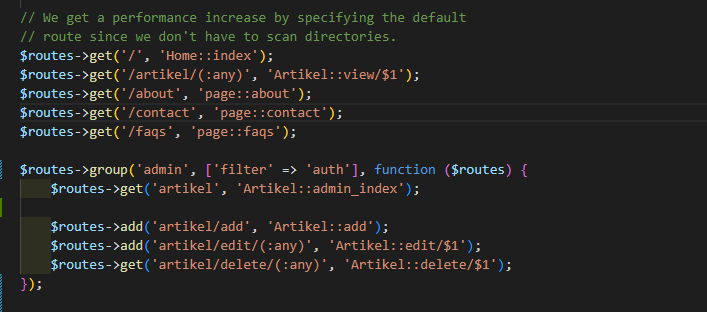 // We get a performance increase by specifying the default
// route since we don't have to scan directories.
$routes->get('/', 'Home::index');
$routes->get('/artikel/(:any)', 'Artikel::view/$1');
$routes->get('/about', 'page::about');
$routes->get('/contact', 'page::contact');
$routes->get('/faqs', 'page::faqs');
$routes->group('admin', ['filter' => 'auth'], function ($routes) {
    $routes->get('artikel', 'Artikel::admin_index');
    $routes->add('artikel/add', 'Artikel::add');
    $routes->add('artikel/edit/(:any)', 'Artikel::edit/$1');
    $routes->get('artikel/delete/(:any)', 'Artikel::delete/$1');
});